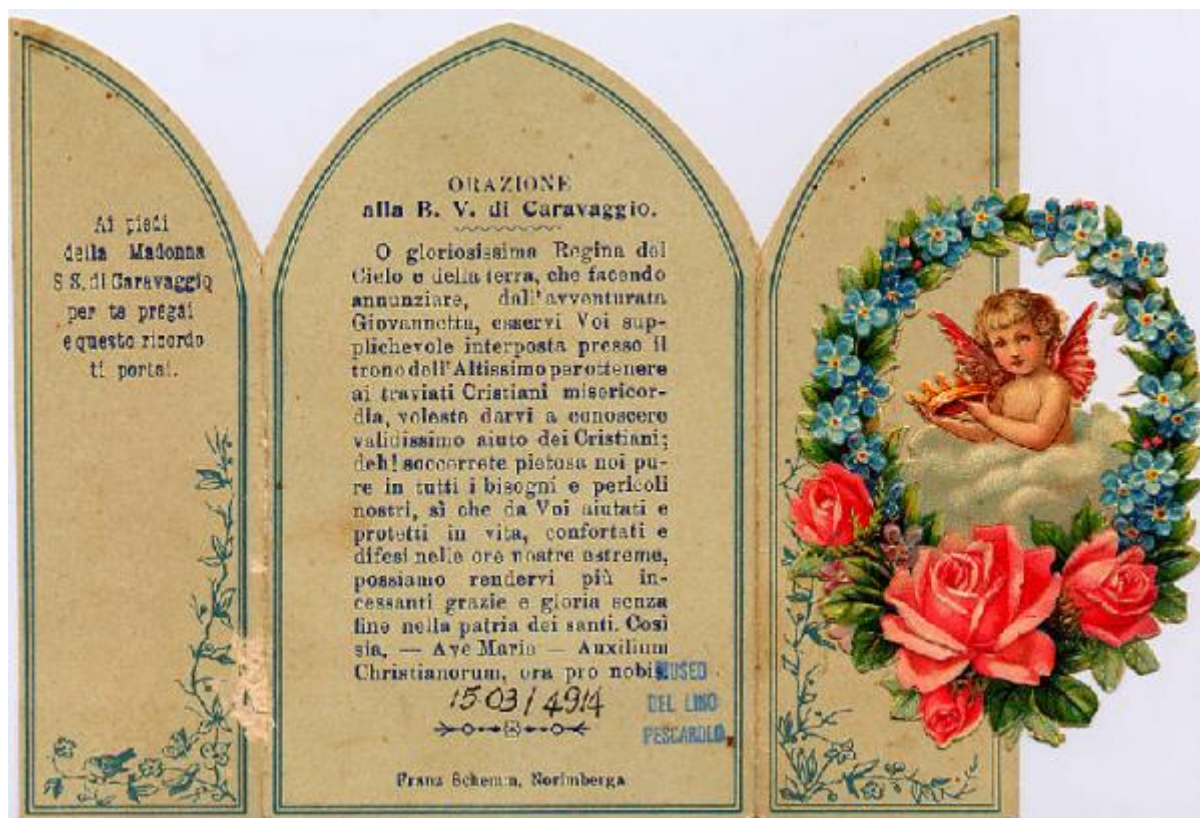 Ai piedi
della Madonna
S S. di Caravaggio
per te pregai
e questo ricordo
ti portai.
ORAZIONE
alla B. V. di Caravaggio.
O gloriosissima Regina del
Cielo e della terra, che facendo
annunziare, dall'avventurata
Giovannetta, esservi Voi sup-
plichevole interposta presso il
trono dell'Altissimo per ottenere
ai traviati Cristiani misericor-
dia, voleste darvi a conoscere
validissimo aiuto dei Cristiani;
deh! soccorrete pietosa noi pu-
re in tutti i bisogni e pericoli
nostri, sì che da Voi aiutati e
protetti in vita, confortati e
difesi nelle ore nostre estreme,
possiamo rendervi più in-
cessanti grazie e gloria senza
fine nella patria dei santi. Così
sia. — Ave Maria — Auxilium
Christianorum, ora pro nobis.
15 03 / 4914
MUSEO
DEL LINO
PESCAROLO
Franz Schemm, Norimberga